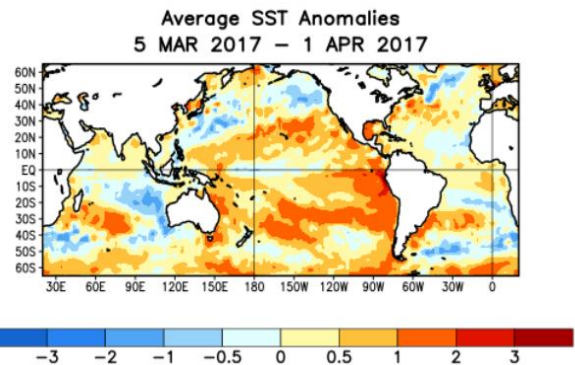 Average SST Anomalies
5 MAR 2017 – 1 APR 2017
60N
50N
40N
30N
20N
10N
EQ
10S
20S
30S
40S
50S
60S
30E 60E 90E 120E 150E 180 150W 120W 90W 60W 30W 0
−3 −2 −1 −0.5 0 0.5 1 2 3